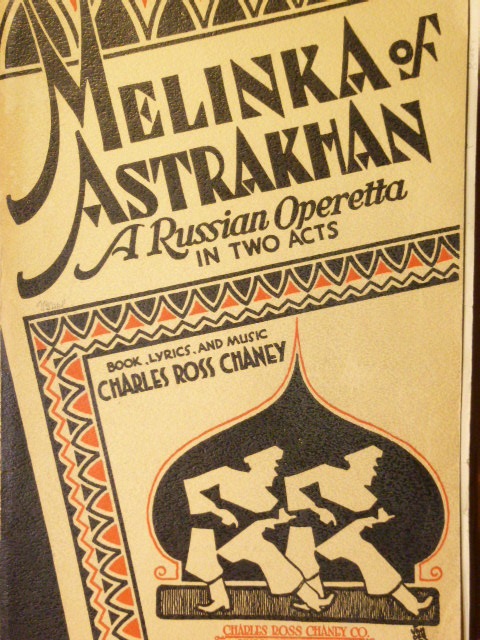 MELINKA OF
ASTRAKHAN
A Russian Operetta
IN TWO ACTS
BOOK, LYRICS, AND MUSIC
CHARLES ROSS CHANEY
CHARLES ROSS CHANEY CO.